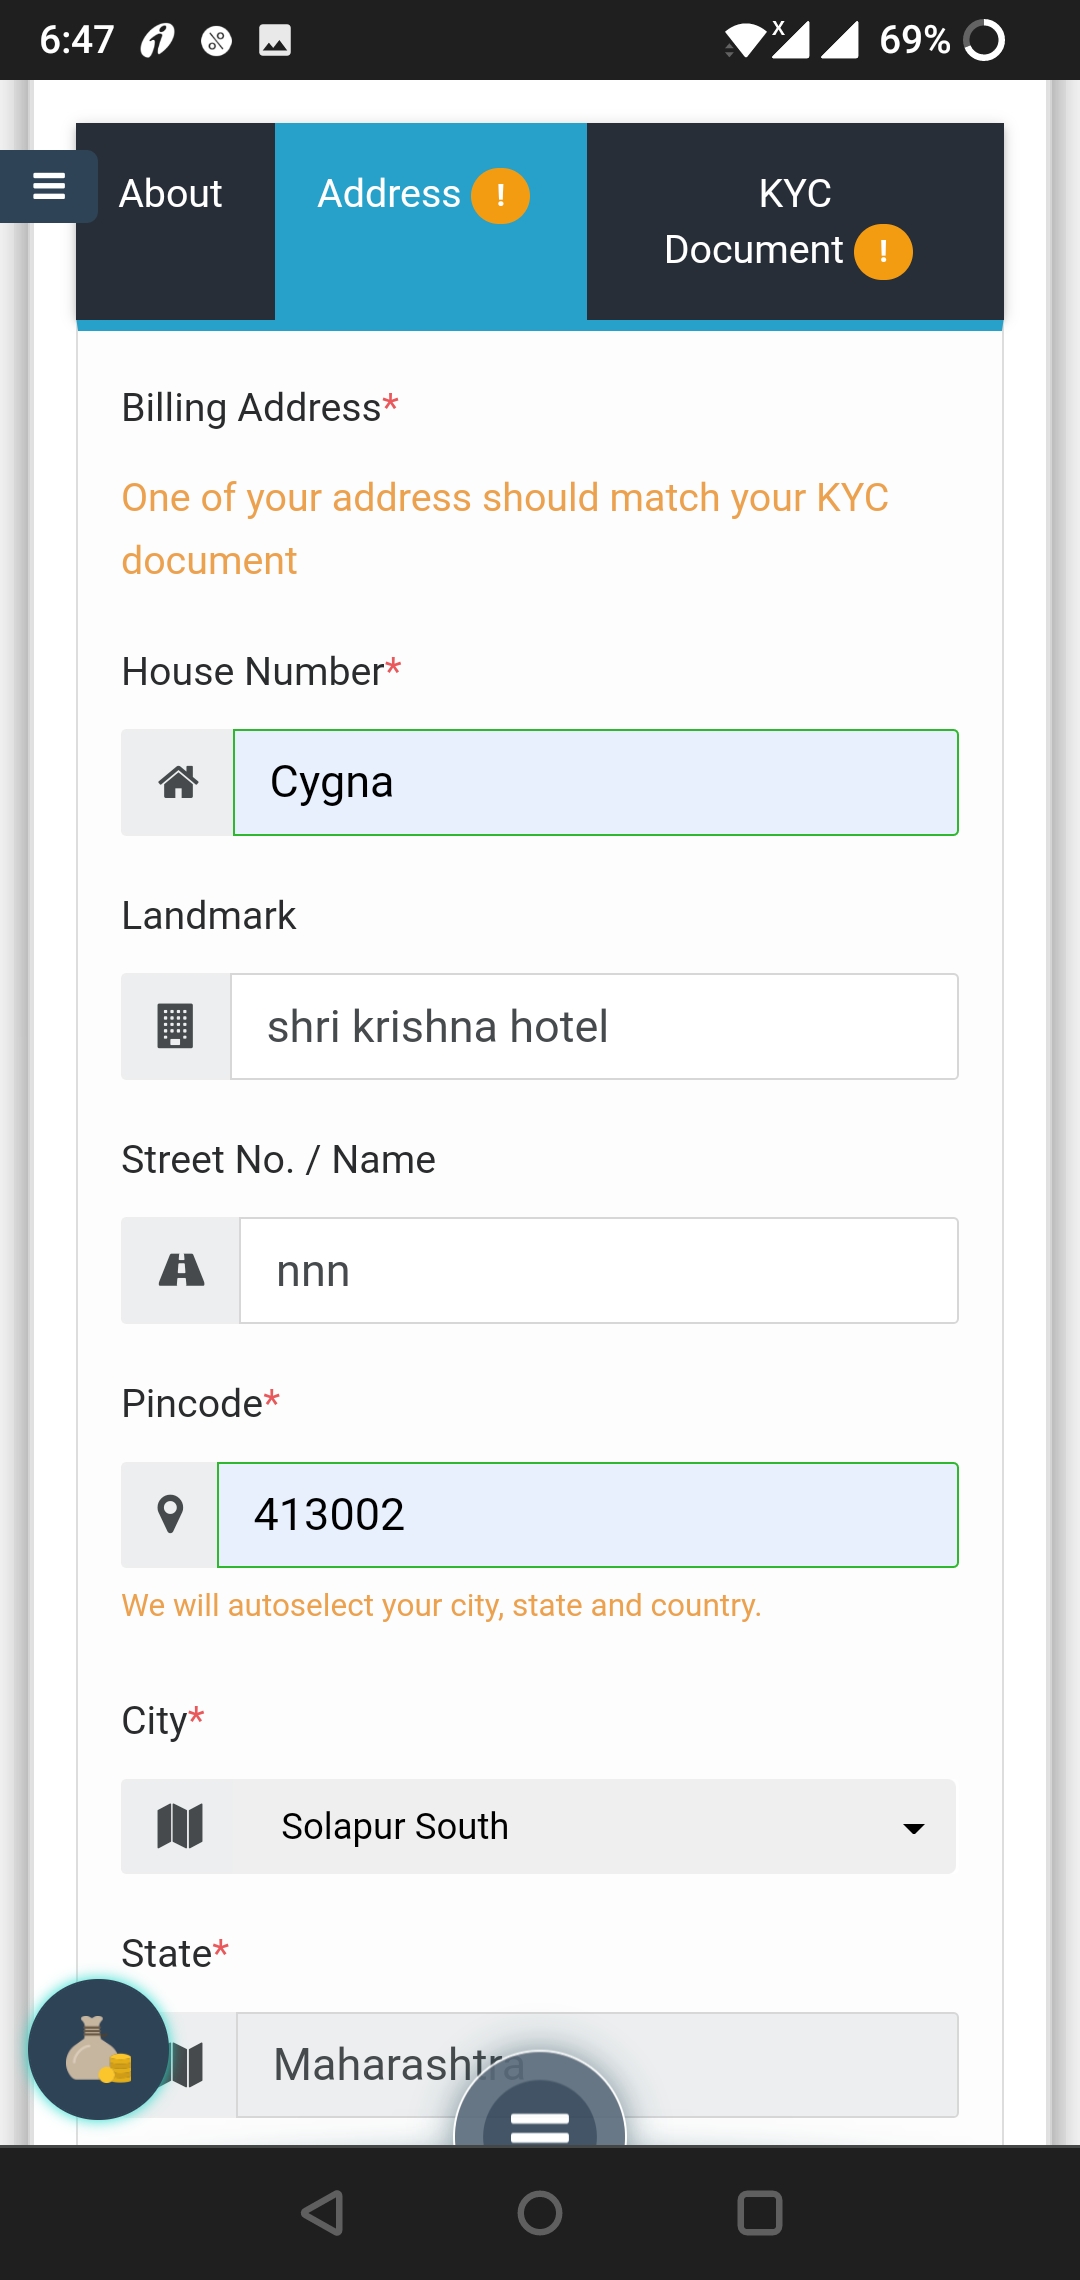 6:47
X
69%
About
Address !
KYC
Document !
Billing Address*
One of your address should match your KYC
document
House Number*
Cygna
Landmark
shri krishna hotel
Street No. / Name
nnn
Pincode*
413002
We will autoselect your city, state and country.
City*
Solapur South
State*
Maharashtra